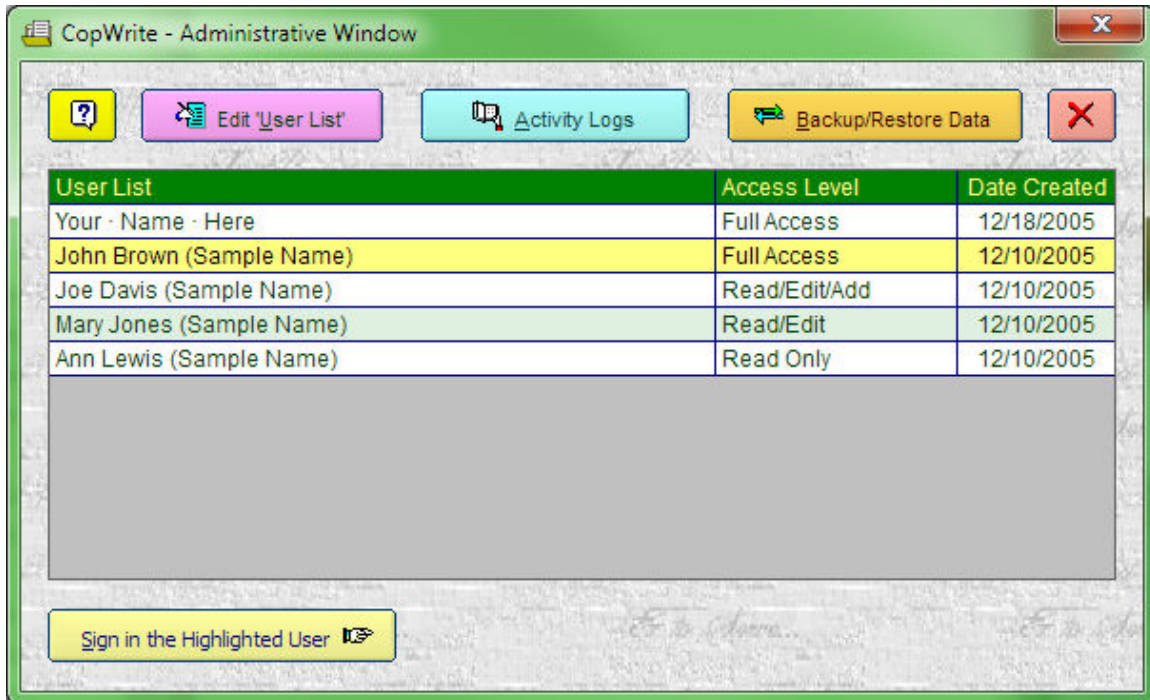 CopWrite - Administrative Window
Edit 'User List' Activity Logs Backup/Restore Data
User List Access Level Date Created
Your · Name · Here Full Access 12/18/2005
John Brown (Sample Name) Full Access 12/10/2005
Joe Davis (Sample Name) Read/Edit/Add 12/10/2005
Mary Jones (Sample Name) Read/Edit 12/10/2005
Ann Lewis (Sample Name) Read Only 12/10/2005
Sign in the Highlighted User